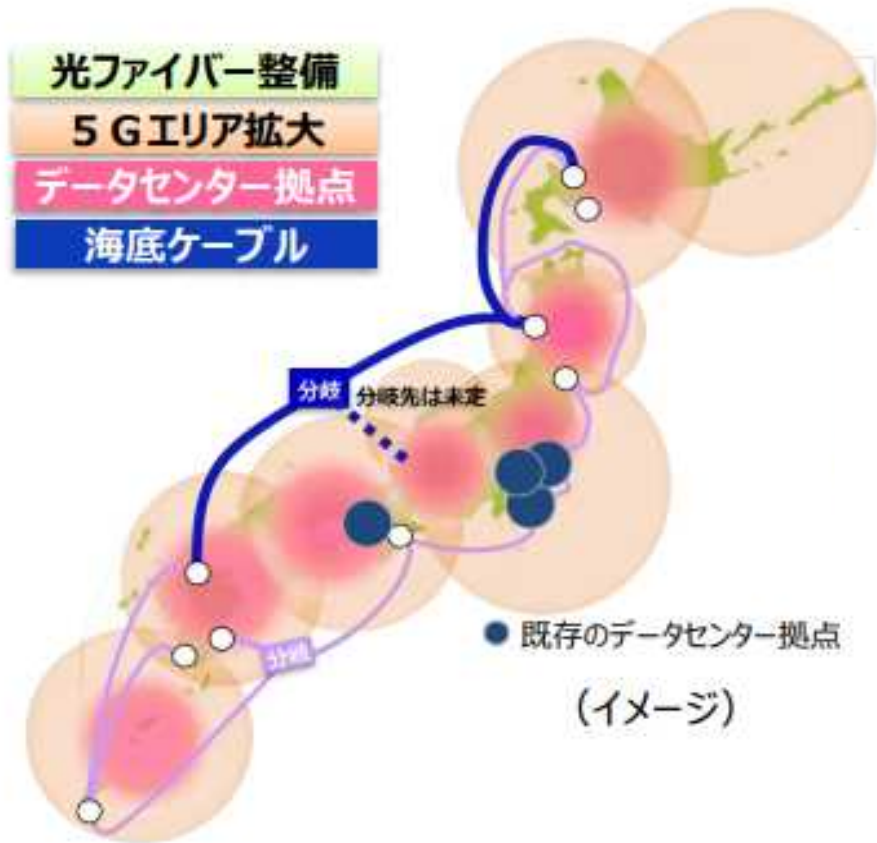 光ファイバー整備
５Ｇエリア拡大
データセンター拠点
海底ケーブル
分岐
分岐先は未定
分岐
既存のデータセンター拠点
（イメージ）